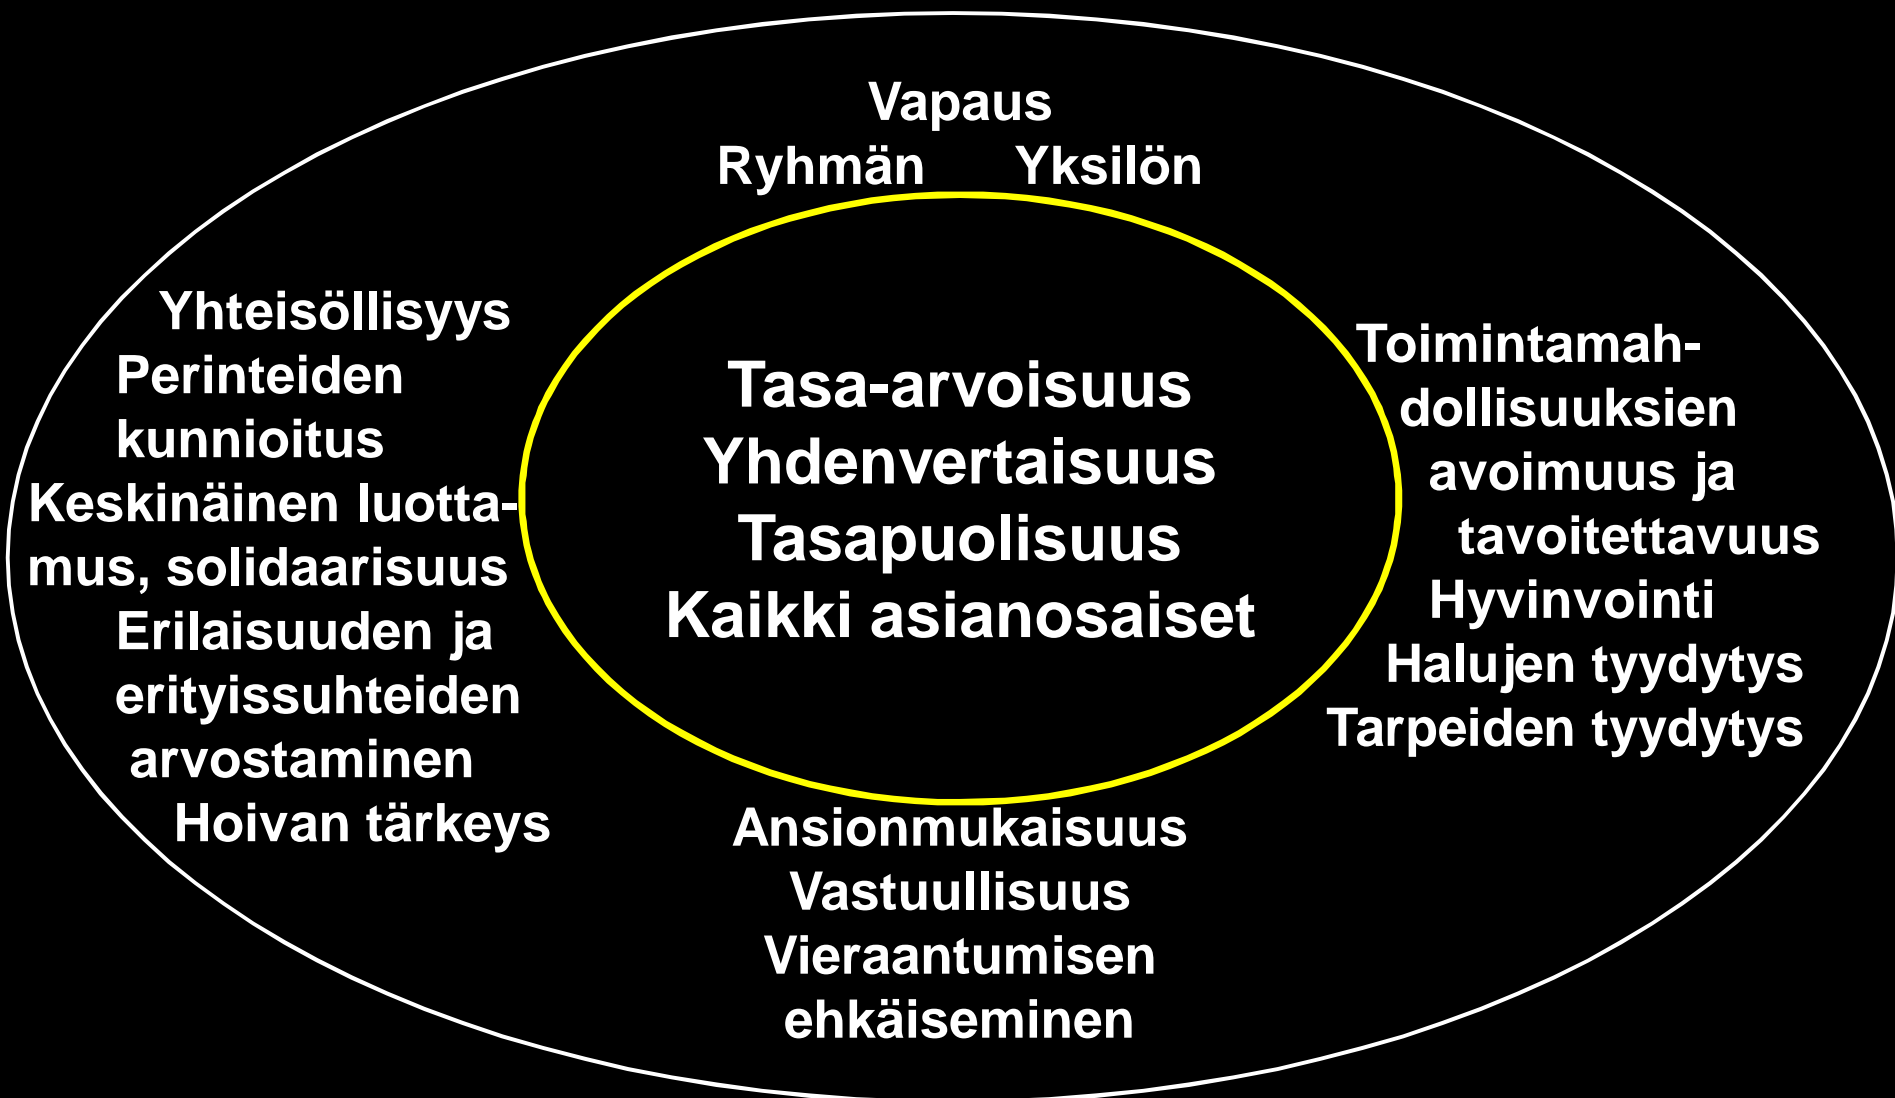 Vapaus
Ryhmän Yksilön
Yhteisöllisyys
Perinteiden
kunnioitus
Keskinäinen luotta-
mus, solidaarisuus
Erilaisuuden ja
erityissuhteiden
arvostaminen
Hoivan tärkeys
Tasa-arvoisuus
Yhdenvertaisuus
Tasapuolisuus
Kaikki asianosaiset
Toimintamah-
dollisuuksien
avoimuus ja
tavoitettavuus
Hyvinvointi
Halujen tyydytys
Tarpeiden tyydytys
Ansionmukaisuus
Vastuullisuus
Vieraantumisen
ehkäiseminen